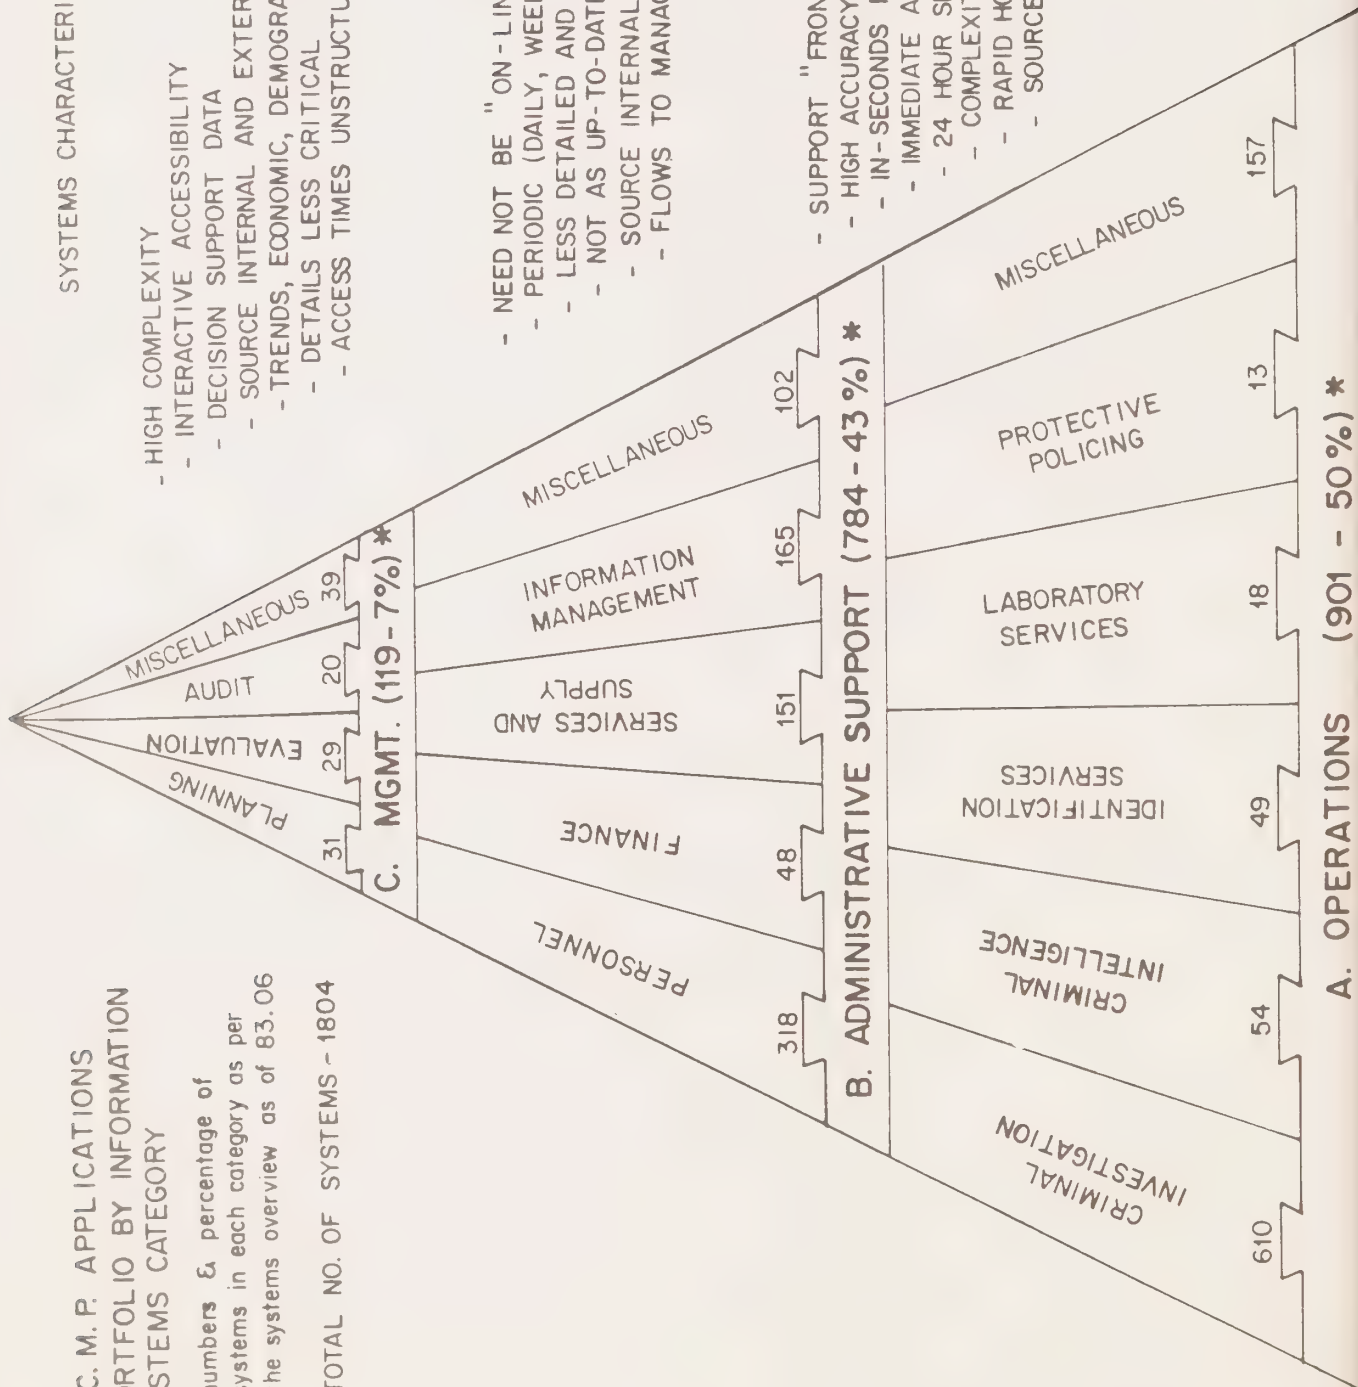 C. M. P. APPLICATIONS
RTFOLIO BY INFORMATION
STEMS CATEGORY
umbers & percentage of
ystems in each category as per
he systems overview as of 83.06
TOTAL NO. OF SYSTEMS - 1804
SYSTEMS CHARACTERI
- HIGH COMPLEXITY
- INTERACTIVE ACCESSIBILITY
- DECISION SUPPORT DATA
- SOURCE INTERNAL AND EXTER
- TRENDS, ECONOMIC, DEMOGRA
- DETAILS LESS CRITICAL
- ACCESS TIMES UNSTRUCTU
PLANNING
EVALUATION
AUDIT
MISCELLANEOUS
31
29
20
39
C. MGMT. (119-7%) *
- NEED NOT BE "ON-LIN
- PERIODIC (DAILY, WEE
- LESS DETAILED AND
- NOT AS UP-TO-DATE
- SOURCE INTERNAL
- FLOWS TO MANAG
PERSONNEL
FINANCE
SERVICES AND
SUPPLY
INFORMATION
MANAGEMENT
MISCELLANEOUS
318
48
151
165
102
B. ADMINISTRATIVE SUPPORT (784-43%) *
- SUPPORT "FRON
- HIGH ACCURACY
- IN-SECONDS
- IMMEDIATE A
- 24 HOUR SE
- COMPLEXIT
- RAPID HO
- SOURCE
CRIMINAL
INVESTIGATION
CRIMINAL
INTELLIGENCE
IDENTIFICATION
SERVICES
LABORATORY
SERVICES
PROTECTIVE
POLICING
MISCELLANEOUS
610
54
49
18
13
157
A. OPERATIONS (901 - 50%) *